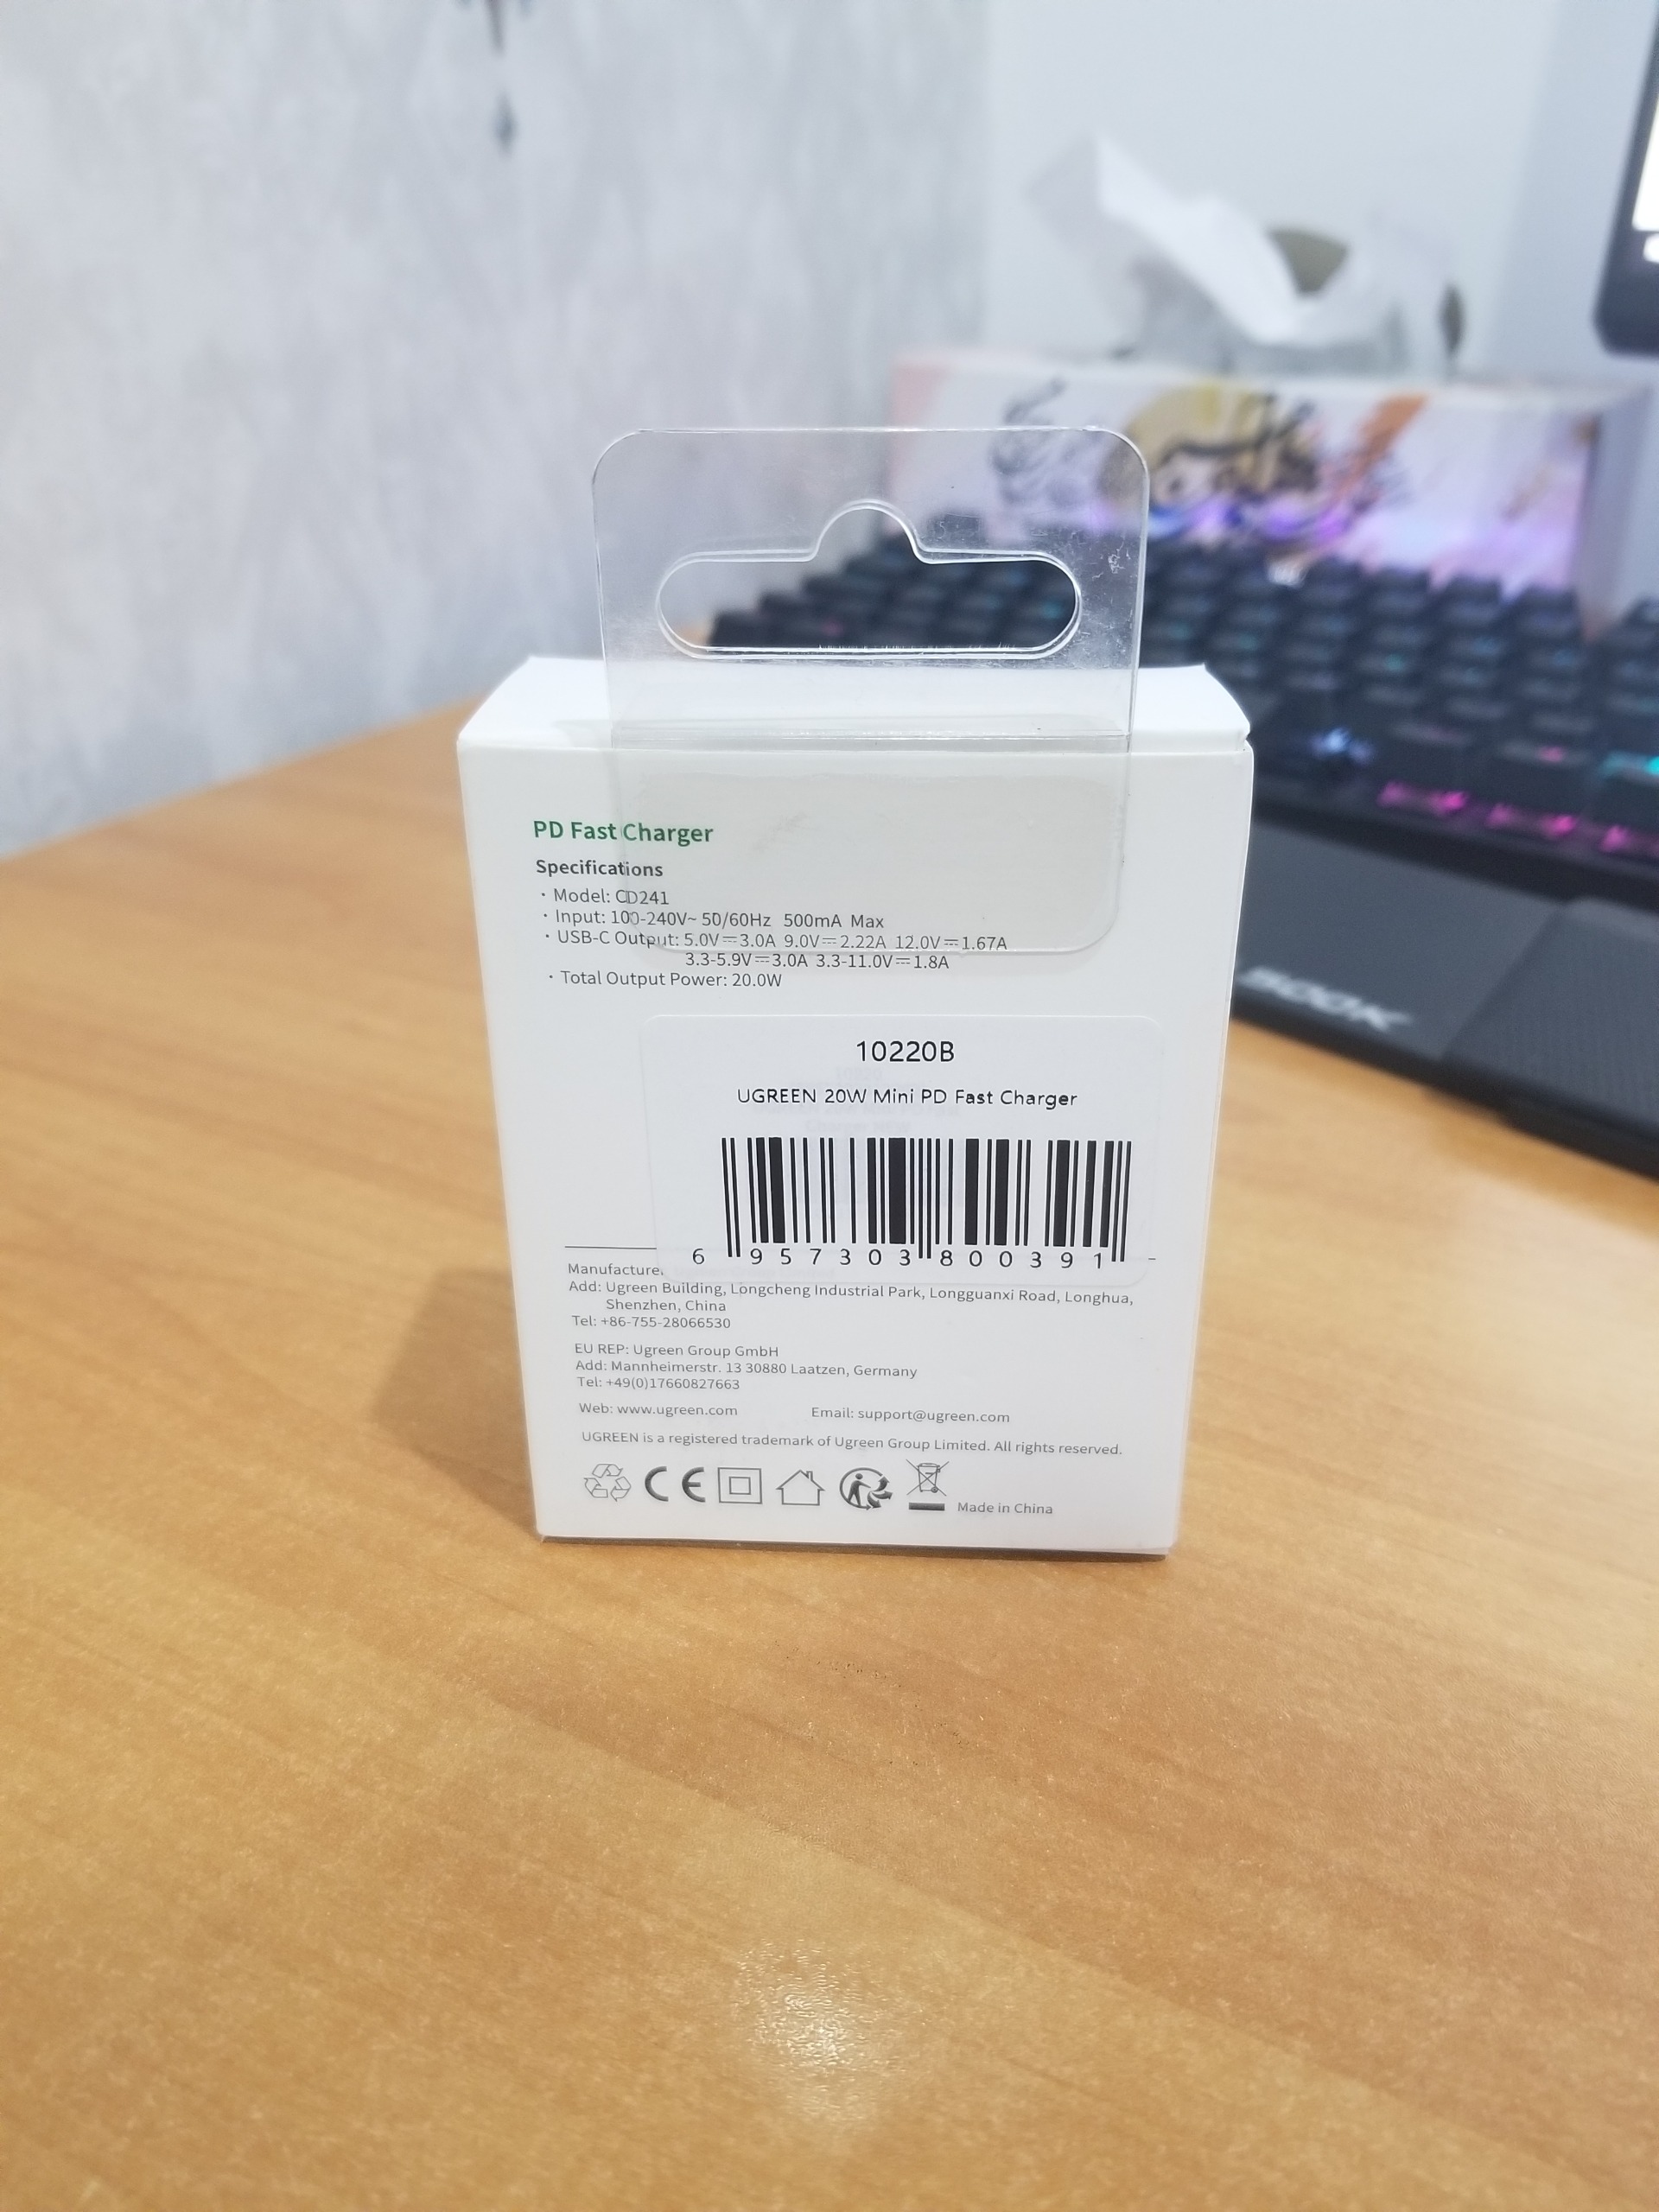 PD Fast Charger
Specifications
· Model: CD241
· Input: 100-240V~ 50/60Hz 500mA Max
· USB-C Output: 5.0V⎓3.0A 9.0V⎓2.22A 12.0V⎓1.67A
3.3-5.9V⎓3.0A 3.3-11.0V⎓1.8A
· Total Output Power: 20.0W
10220B
UGREEN 20W Mini PD Fast Charger
6 957303 800391
Manufacturer
Add: Ugreen Building, Longcheng Industrial Park, Longguanxi Road, Longhua,
Shenzhen, China
Tel: +86-755-28066530
EU REP: Ugreen Group GmbH
Add: Mannheimerstr. 13 30880 Laatzen, Germany
Tel: +49(0)17660827663
Web: www.ugreen.com Email: support@ugreen.com
UGREEN is a registered trademark of Ugreen Group Limited. All rights reserved.
CE
Made in China
BOOK